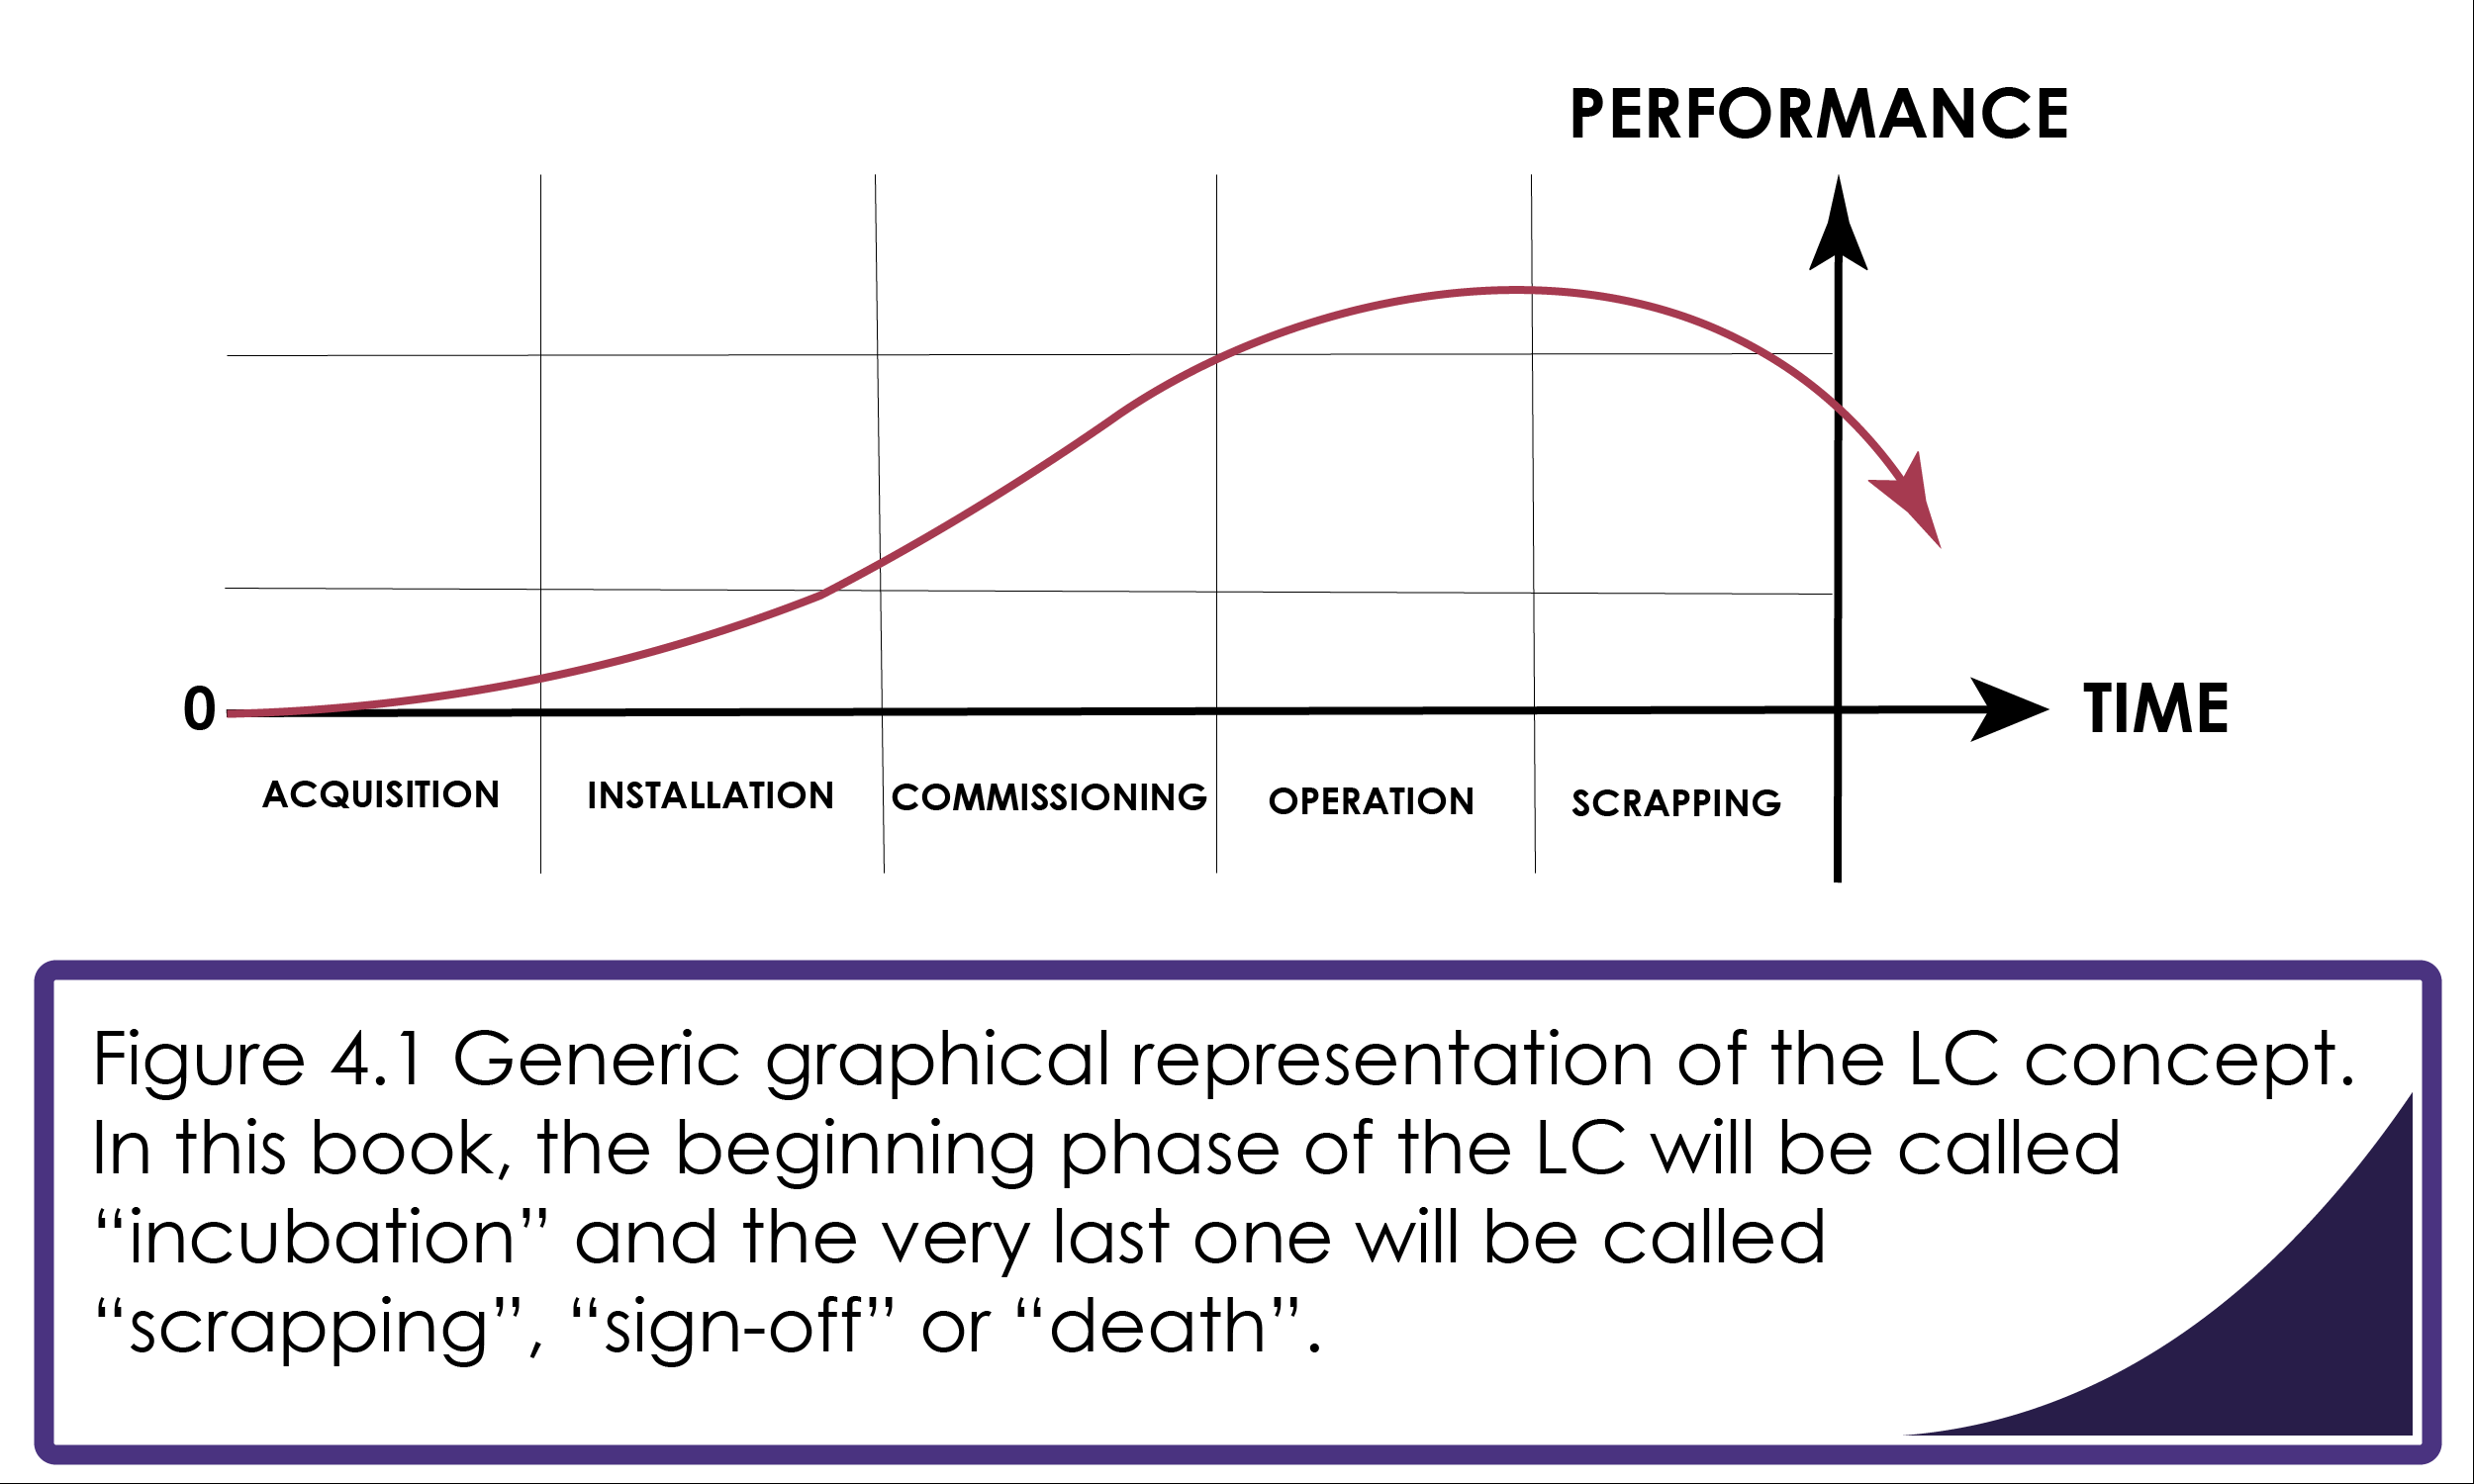 PERFORMANCE
0
TIME
ACQUISITION
INSTALLATION
COMMISSIONING
OPERATION
SCRAPPING
Figure 4.1 Generic graphical representation of the LC concept.
In this book, the beginning phase of the LC will be called
“incubation” and the very last one will be called
“scrapping”, “sign-off” or “death”.